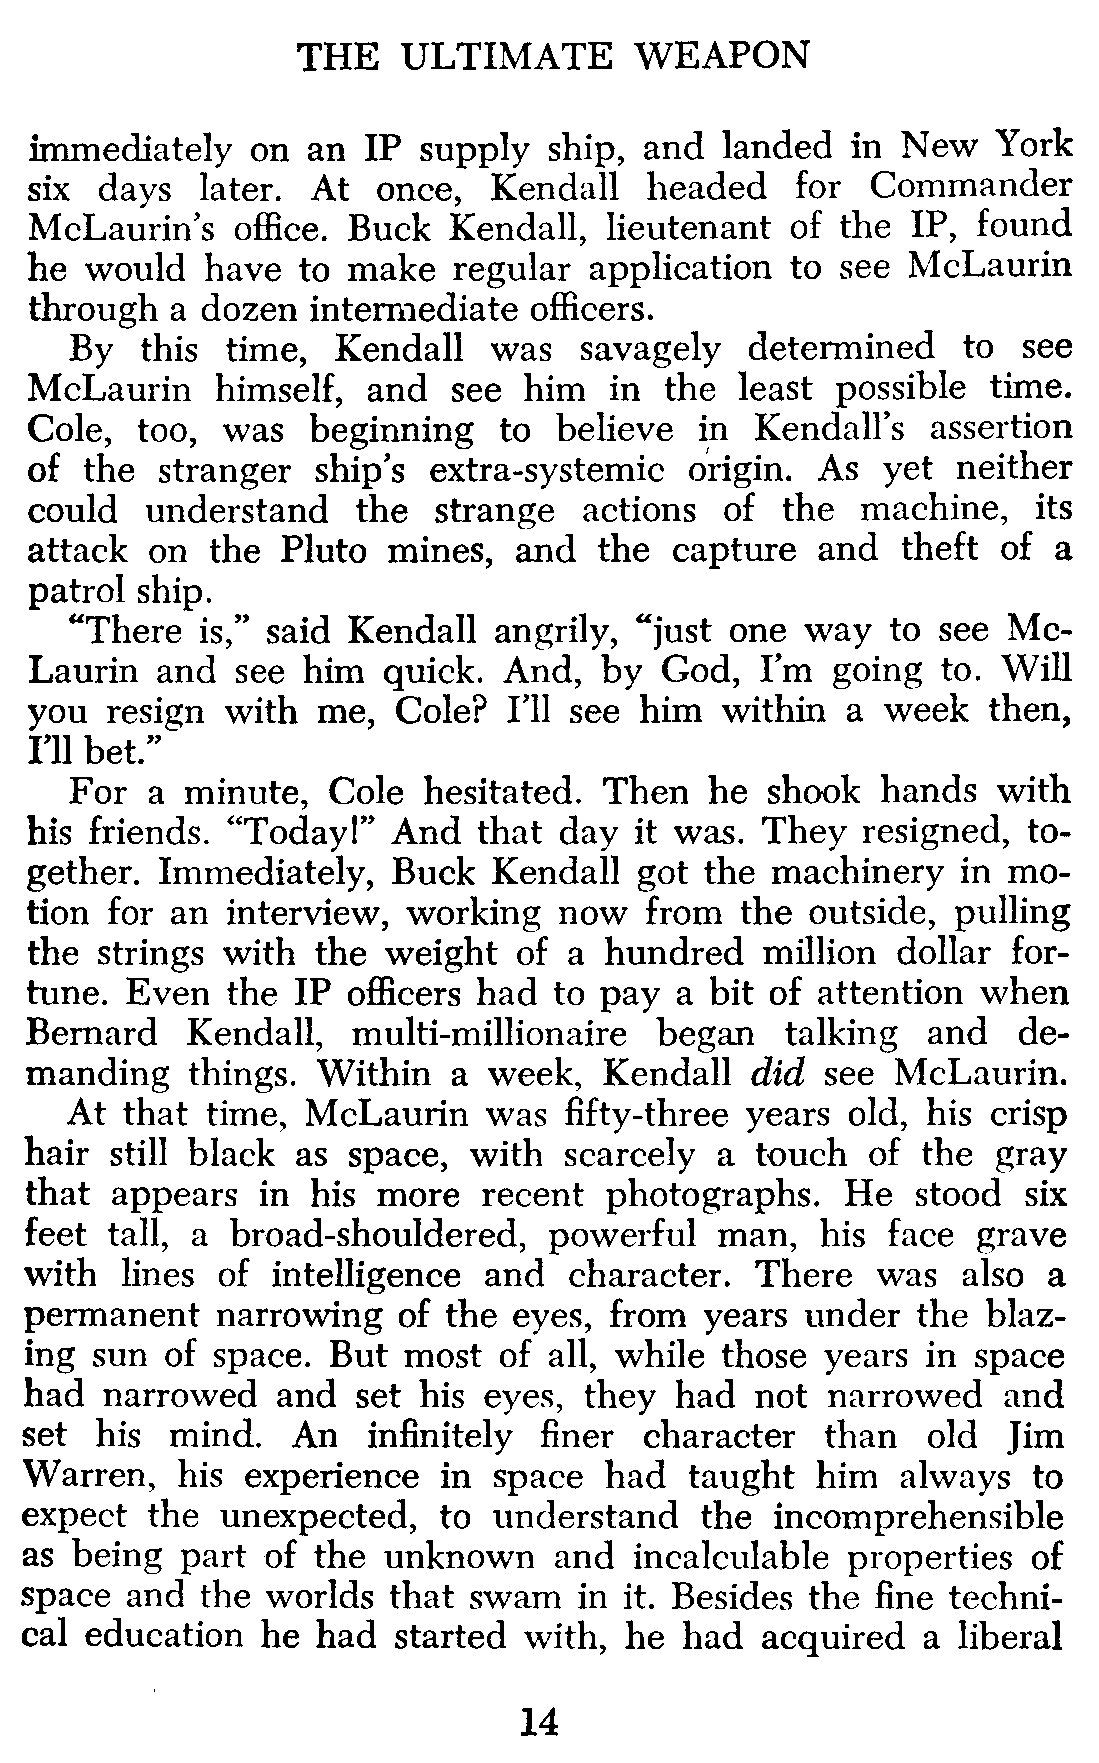 THE ULTIMATE WEAPON
immediately on an IP supply ship, and landed in New York
six days later. At once, Kendall headed for Commander
McLaurin's office. Buck Kendall, lieutenant of the IP, found
he would have to make regular application to see McLaurin
through a dozen intermediate officers.
By this time, Kendall was savagely determined to see
McLaurin himself, and see him in the least possible time.
Cole, too, was beginning to believe in Kendall's assertion
of the stranger ship's extra-systemic origin. As yet neither
could understand the strange actions of the machine, its
attack on the Pluto mines, and the capture and theft of a
patrol ship.
“There is,” said Kendall angrily, “just one way to see Mc-
Laurin and see him quick. And, by God, I'm going to. Will
you resign with me, Cole? I'll see him within a week then,
I'll bet.”
For a minute, Cole hesitated. Then he shook hands with
his friends. “Today!” And that day it was. They resigned, to-
gether. Immediately, Buck Kendall got the machinery in mo-
tion for an interview, working now from the outside, pulling
the strings with the weight of a hundred million dollar for-
tune. Even the IP officers had to pay a bit of attention when
Bernard Kendall, multi-millionaire began talking and de-
manding things. Within a week, Kendall did see McLaurin.
At that time, McLaurin was fifty-three years old, his crisp
hair still black as space, with scarcely a touch of the gray
that appears in his more recent photographs. He stood six
feet tall, a broad-shouldered, powerful man, his face grave
with lines of intelligence and character. There was also a
permanent narrowing of the eyes, from years under the blaz-
ing sun of space. But most of all, while those years in space
had narrowed and set his eyes, they had not narrowed and
set his mind. An infinitely finer character than old Jim
Warren, his experience in space had taught him always to
expect the unexpected, to understand the incomprehensible
as being part of the unknown and incalculable properties of
space and the worlds that swam in it. Besides the fine techni-
cal education he had started with, he had acquired a liberal
14